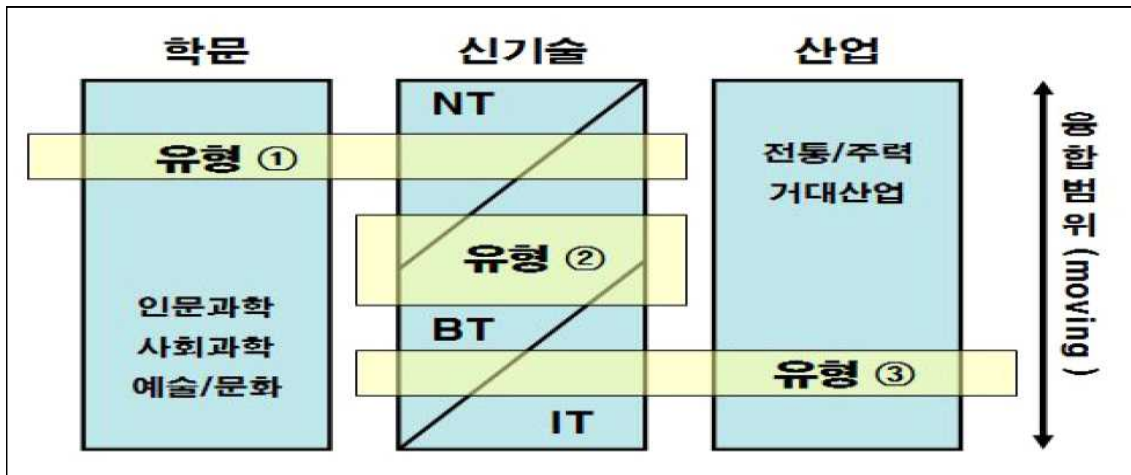 학문
신기술
산업
NT
유형 ①
전통/주력
거대산업
유형 ②
인문과학
사회과학
예술/문화
BT
유형 ③
IT
융합범위(moving)